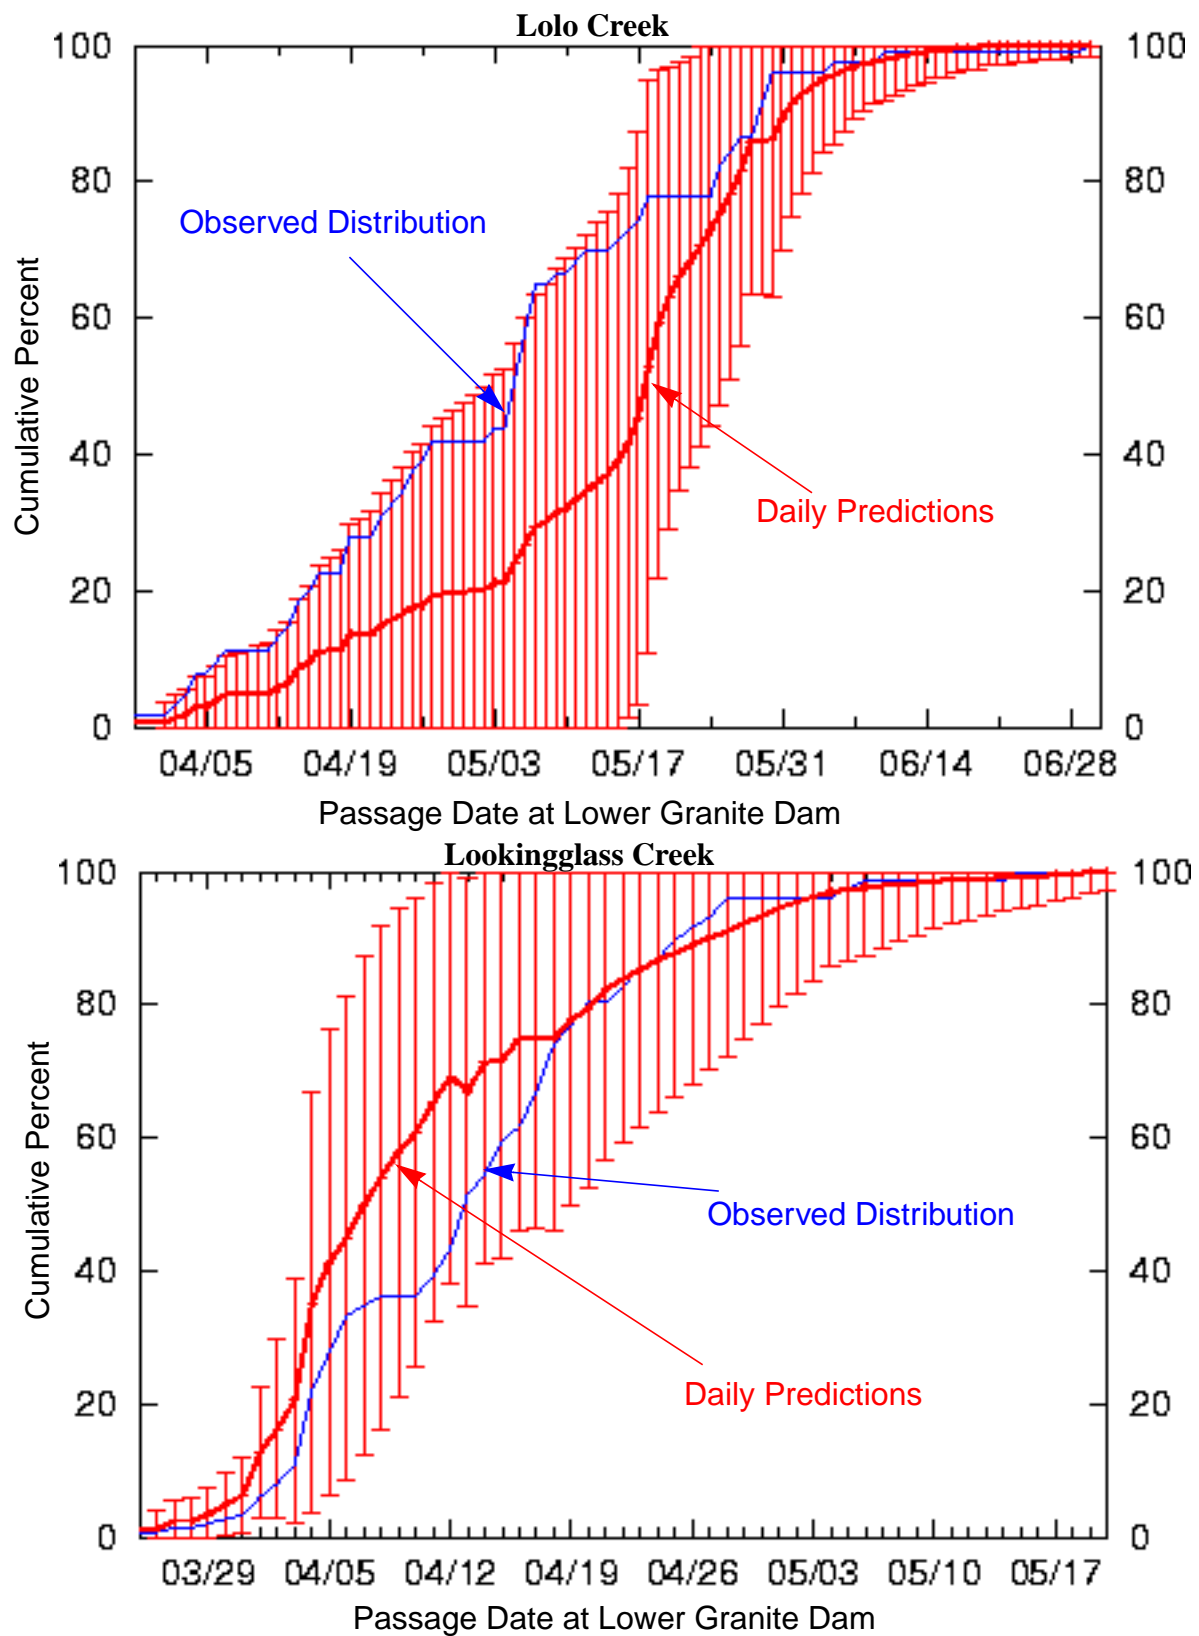 Lolo Creek
100
80
60
40
20
0
100
80
60
40
20
0
Cumulative Percent
Observed Distribution
Daily Predictions
04/05 04/19 05/03 05/17 05/31 06/14 06/28
Passage Date at Lower Granite Dam
Lookingglass Creek
100
80
60
40
20
0
100
80
60
40
20
0
Cumulative Percent
Observed Distribution
Daily Predictions
03/29 04/05 04/12 04/19 04/26 05/03 05/10 05/17
Passage Date at Lower Granite Dam